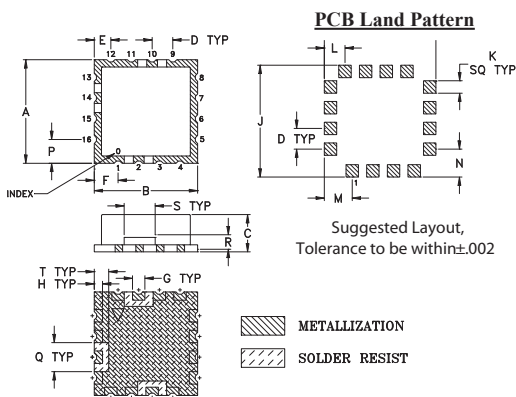 PCB Land Pattern
E
D TYP
12 11 10 9
13
14
15
16
8
7
6
5
A
P
0
1 2 3 4
INDEX
F
B
L
K
SQ TYP
J
D TYP
N
M
1
S TYP
C
R
Suggested Layout,
Tolerance to be within±.002
T TYP
H TYP
G TYP
Q TYP
METALLIZATION
SOLDER RESIST